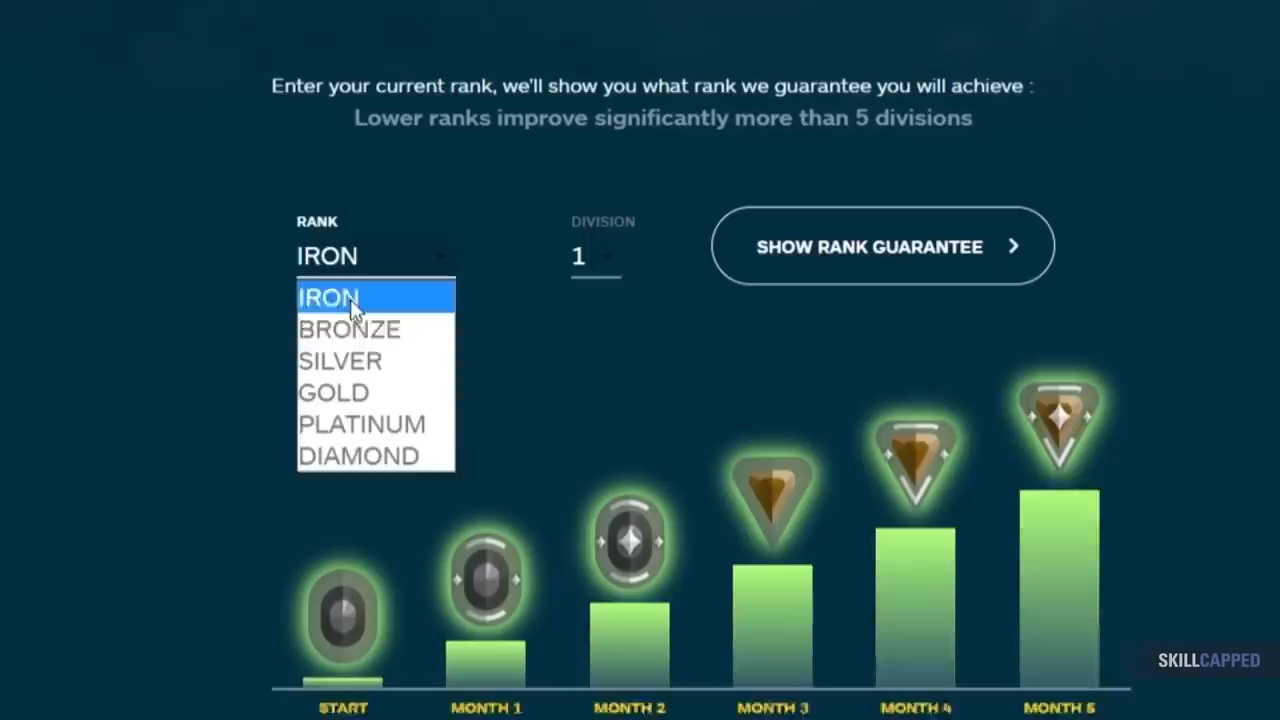 Enter your current rank, we'll show you what rank we guarantee you will achieve :
Lower ranks improve significantly more than 5 divisions
RANK
DIVISION
IRON
1
SHOW RANK GUARANTEE
IRON
BRONZE
SILVER
GOLD
PLATINUM
DIAMOND
SKILLCAPPED
START
MONTH 1
MONTH 2
MONTH 3
MONTH 4
MONTH 5